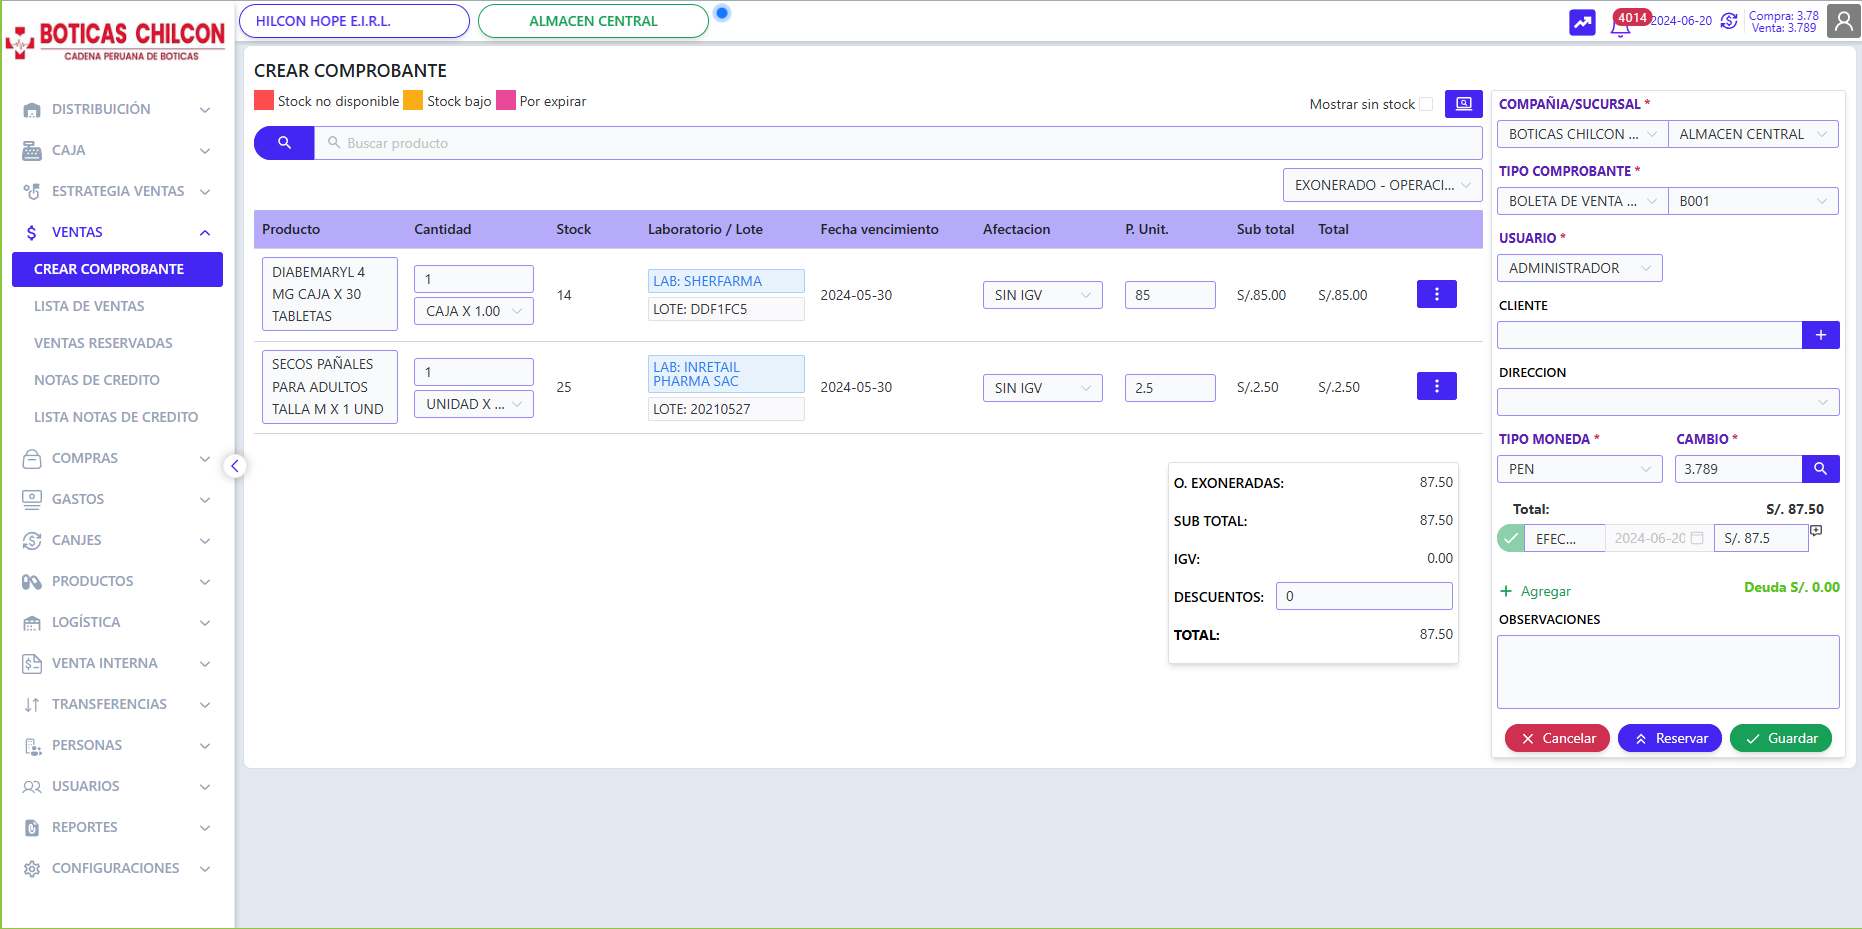 BOTICAS CHILCON
CADENA PERUANA DE BOTICAS
HILCON HOPE E.I.R.L.
ALMACEN CENTRAL
4014
2024-06-20
Compra: 3.78
Venta: 3.789
DISTRIBUICIÓN
CAJA
ESTRATEGIA VENTAS
VENTAS
CREAR COMPROBANTE
LISTA DE VENTAS
VENTAS RESERVADAS
NOTAS DE CREDITO
LISTA NOTAS DE CREDITO
COMPRAS
GASTOS
CANJES
PRODUCTOS
LOGÍSTICA
VENTA INTERNA
TRANSFERENCIAS
PERSONAS
USUARIOS
REPORTES
CONFIGURACIONES
CREAR COMPROBANTE
Stock no disponible Stock bajo Por expirar
Mostrar sin stock
Buscar producto
EXONERADO - OPERACI...
Producto Cantidad Stock Laboratorio / Lote Fecha vencimiento Afectacion P. Unit. Sub total Total
DIABEMARYL 4
MG CAJA X 30
TABLETAS
1
CAJA X 1.00
14
LAB: SHERFARMA
LOTE: DDF1FC5
2024-05-30
SIN IGV
85
S/.85.00
S/.85.00
SECOS PAÑALES
PARA ADULTOS
TALLA M X 1 UND
1
UNIDAD X ...
25
LAB: INRETAIL
PHARMA SAC
LOTE: 20210527
2024-05-30
SIN IGV
2.5
S/.2.50
S/.2.50
O. EXONERADAS: 87.50
SUB TOTAL: 87.50
IGV: 0.00
DESCUENTOS: 0
TOTAL: 87.50
COMPAÑIA/SUCURSAL *
BOTICAS CHILCON ... ALMACEN CENTRAL
TIPO COMPROBANTE *
BOLETA DE VENTA ... B001
USUARIO *
ADMINISTRADOR
CLIENTE
DIRECCION
TIPO MONEDA * CAMBIO *
PEN 3.789
Total: S/. 87.50
EFEC... 2024-06-20 S/. 87.5
Agregar
Deuda S/. 0.00
OBSERVACIONES
Cancelar Reservar Guardar